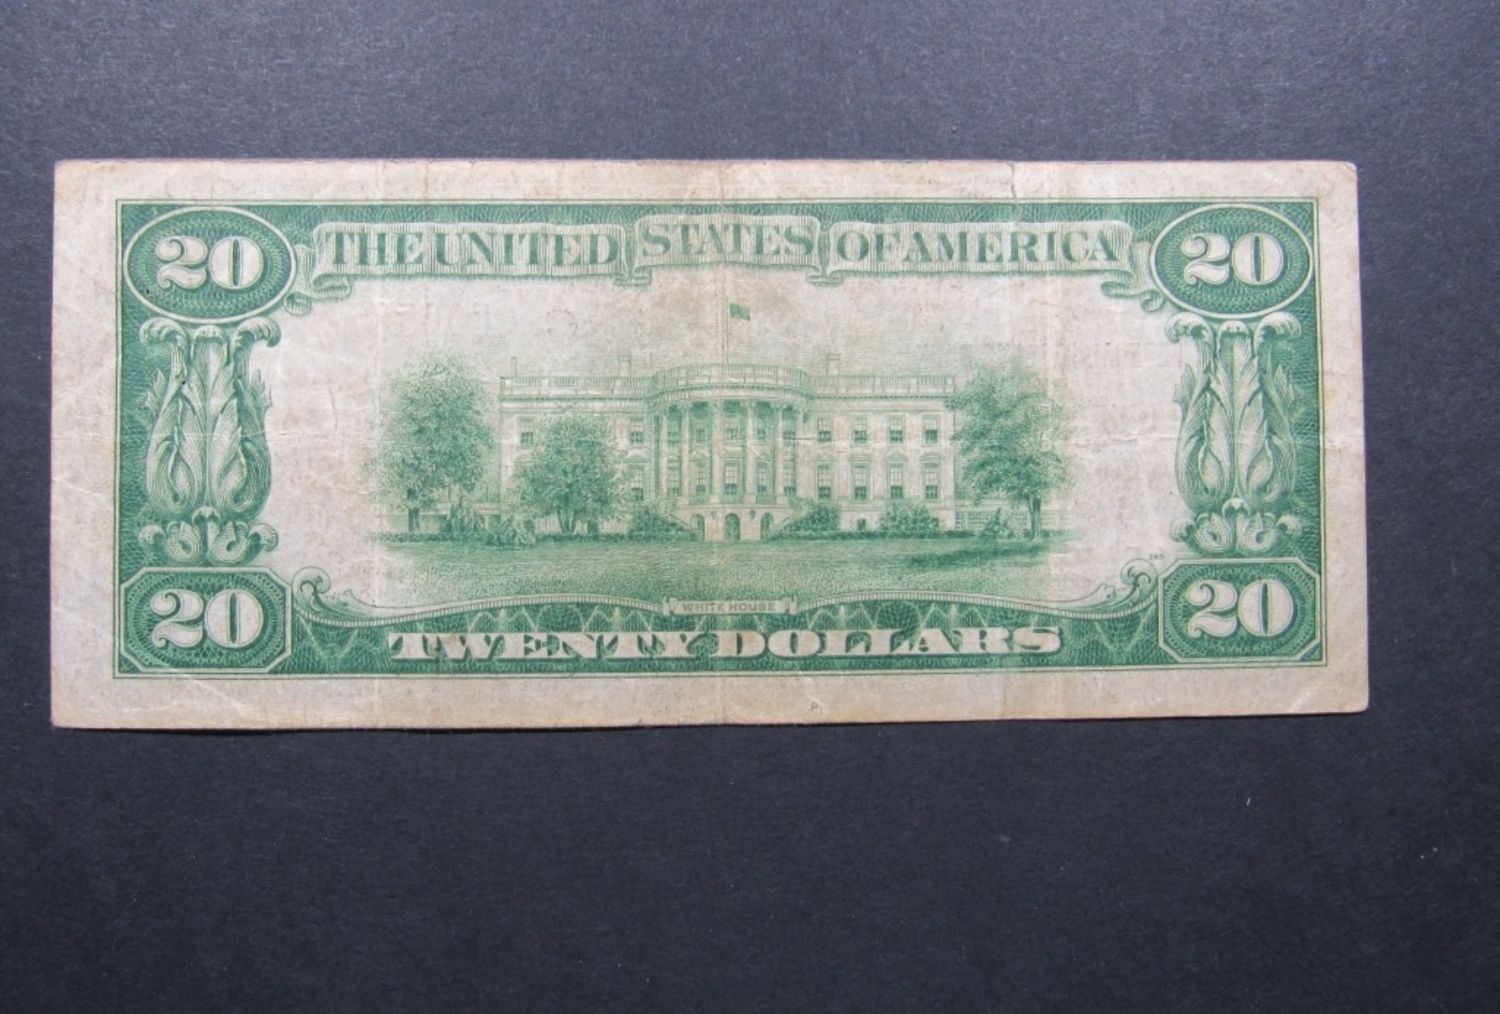 20 THE UNITED STATES OF AMERICA 20
WHITE HOUSE
20 TWENTY DOLLARS 20